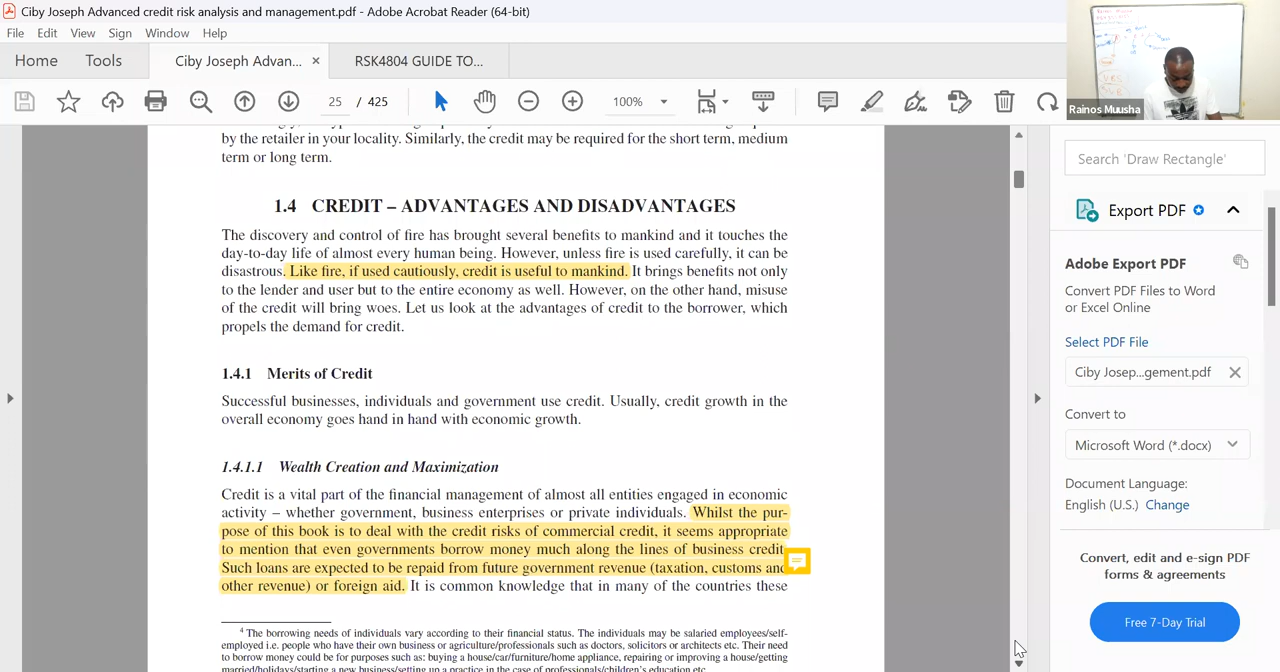 Ciby Joseph Advanced credit risk analysis and management.pdf - Adobe Acrobat Reader (64-bit)
File Edit View Sign Window Help
Home Tools Ciby Joseph Advan... × RSK4804 GUIDE TO...
25 / 425 100%
Rainos Muusha
by the retailer in your locality. Similarly, the credit may be required for the short term, medium
term or long term.
1.4 CREDIT – ADVANTAGES AND DISADVANTAGES
The discovery and control of fire has brought several benefits to mankind and it touches the
day-to-day life of almost every human being. However, unless fire is used carefully, it can be
disastrous. Like fire, if used cautiously, credit is useful to mankind. It brings benefits not only
to the lender and user but to the entire economy as well. However, on the other hand, misuse
of the credit will bring woes. Let us look at the advantages of credit to the borrower, which
propels the demand for credit.
1.4.1 Merits of Credit
Successful businesses, individuals and government use credit. Usually, credit growth in the
overall economy goes hand in hand with economic growth.
1.4.1.1 Wealth Creation and Maximization
Credit is a vital part of the financial management of almost all entities engaged in economic
activity – whether government, business enterprises or private individuals. Whilst the pur-
pose of this book is to deal with the credit risks of commercial credit, it seems appropriate
to mention that even governments borrow money much along the lines of business credit.
Such loans are expected to be repaid from future government revenue (taxation, customs and
other revenue) or foreign aid. It is common knowledge that in many of the countries these
4 The borrowing needs of individuals vary according to their financial status. The individuals may be salaried employees/self-
employed i.e. people who have their own business or agriculture/professionals such as doctors, solicitors or architects etc. Their need
to borrow money could be for purposes such as: buying a house/car/furniture/home appliance, repairing or improving a house/getting
married/holidays/starting a new business/setting up a practice in the case of professionals/children's education etc.
Search 'Draw Rectangle'
Export PDF
Adobe Export PDF
Convert PDF Files to Word
or Excel Online
Select PDF File
Ciby Josep...gement.pdf
Convert to
Microsoft Word (*.docx)
Document Language:
English (U.S.) Change
Convert, edit and e-sign PDF
forms & agreements
Free 7-Day Trial